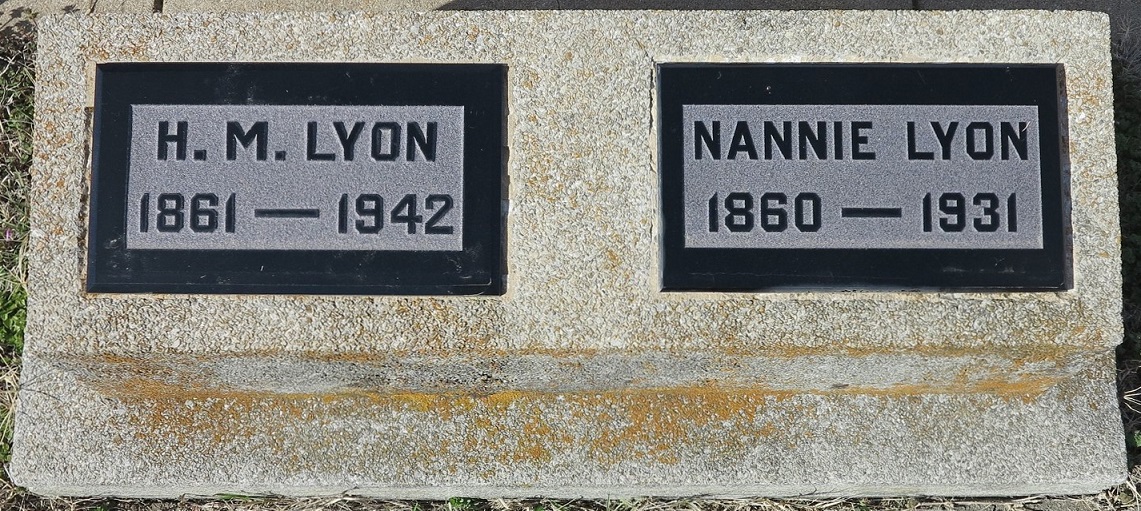 H. M. LYON
1861 — 1942
NANNIE LYON
1860 — 1931